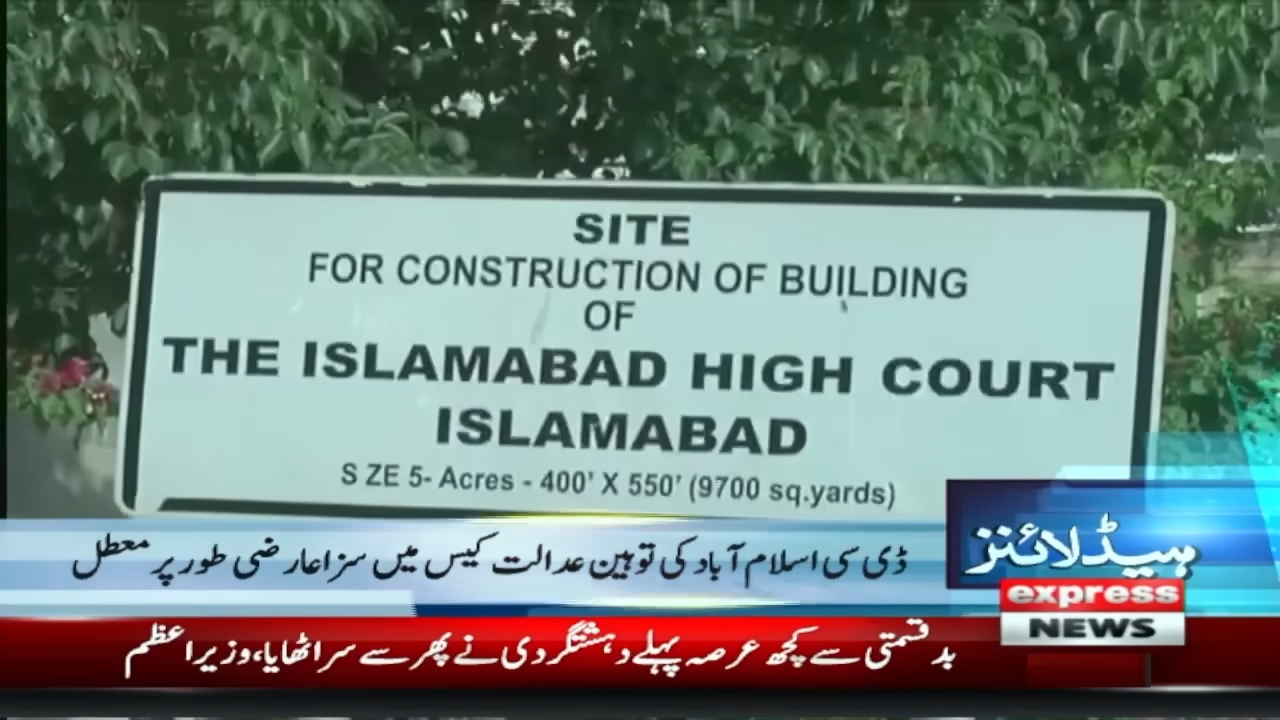 SITE
FOR CONSTRUCTION OF BUILDING
OF
THE ISLAMABAD HIGH COURT
ISLAMABAD
S ZE 5- Acres - 400' X 550' (9700 sq.yards)
ڈی سی اسلام آباد کی توہین عدالت کیس میں سزا عارضی طور پر معطل
ہیڈلائنز
express
NEWS
بدقسمتی سے کچھ عرصہ پہلے دہشتگردی نے پھر سے سر اٹھایا، وزیراعظم